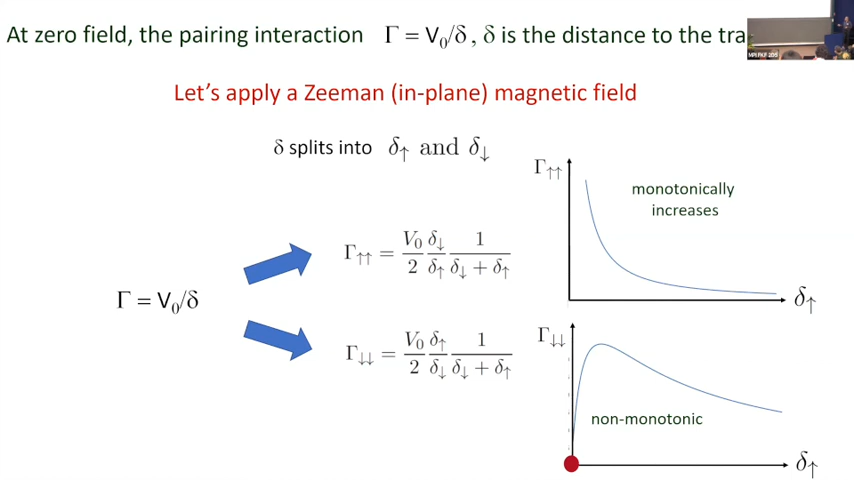 At zero field, the pairing interaction Γ = V₀/δ , δ is the distance to the
Let's apply a Zeeman (in-plane) magnetic field
δ splits into δ↑ and δ↓
Γ = V₀/δ
Γ↑↑ = V₀/2 δ↓/δ↑ 1/(δ↓ + δ↑)
Γ↓↓ = V₀/2 δ↑/δ↓ 1/(δ↓ + δ↑)
Γ↑↑
monotonically
increases
δ↑
Γ↓↓
non-monotonic
δ↑